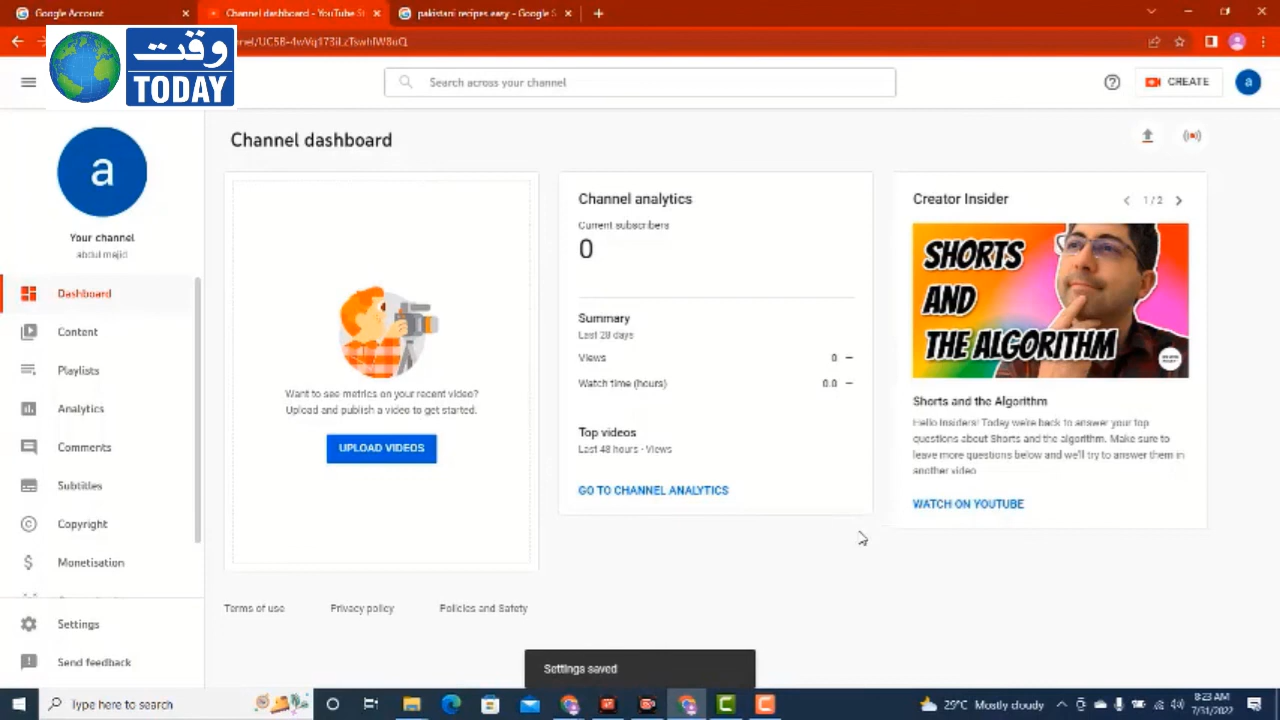 Google Account
Channel dashboard - YouTube St
pakistani recipes easy - Google S
وقت
TODAY
Search across your channel
CREATE
a
a
Your channel
abdul majid
Dashboard
Content
Playlists
Analytics
Comments
Subtitles
Copyright
Monetisation
Settings
Send feedback
Channel dashboard
Want to see metrics on your recent video?
Upload and publish a video to get started.
UPLOAD VIDEOS
Channel analytics
Current subscribers
0
Summary
Last 28 days
Views 0 —
Watch time (hours) 0.0 —
Top videos
Last 48 hours · Views
GO TO CHANNEL ANALYTICS
Creator Insider
1 / 2
SHORTS
AND
THE ALGORITHM
Shorts and the Algorithm
Hello Insiders! Today we're back to answer your top
questions about Shorts and the algorithm. Make sure to
leave more questions below and we'll try to answer them in
another video
WATCH ON YOUTUBE
Terms of use
Privacy policy
Policies and Safety
Settings saved
Type here to search
29°C Mostly cloudy
8:23 AM
7/31/2022